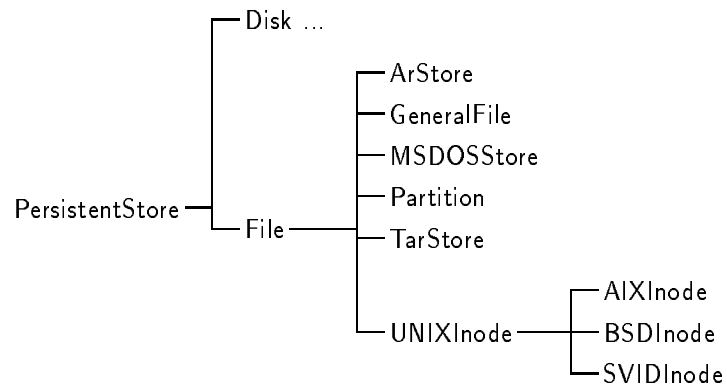 Disk ...
ArStore
GeneralFile
MSDOSStore
Partition
PersistentStore
File
TarStore
AIXInode
UNIXInode
BSDInode
SVIDInode